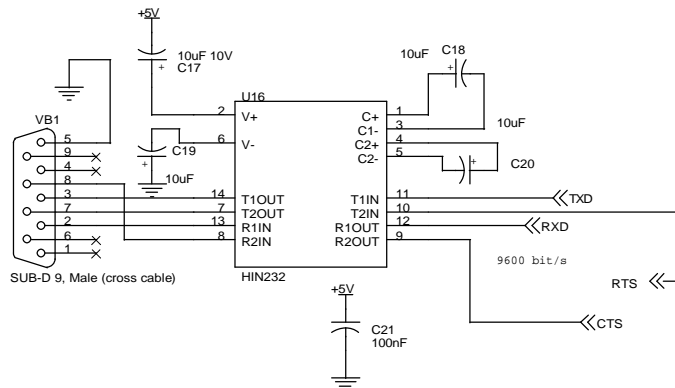 +5V
10uF 10V
C17
+
10uF
C18
+
VB1
U16
5
9
4
8
3
7
2
6
1
2
V+
6
V-
C+
1
C1-
3
C2+
4
C2-
5
10uF
C19
+
10uF
C20
+
14
T1OUT
7
T2OUT
13
R1IN
8
R2IN
T1IN
11
TXD
T2IN
10
R1OUT
12
RXD
R2OUT
9
9600 bit/s
SUB-D 9, Male (cross cable)
HIN232
RTS
+5V
C21
100nF
CTS